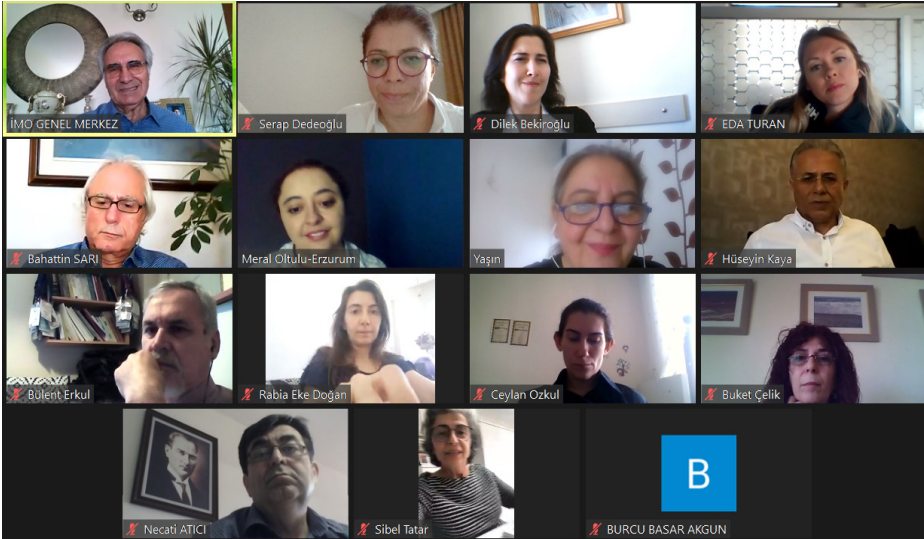 İMO GENEL MERKEZ
Serap Dedeoğlu
Dilek Bekiroğlu
EDA TURAN
Bahattin SARI
Meral Oltulu-Erzurum
Yaşın
Hüseyin Kaya
Bülent Erkul
Rabia Eke Doğan
Ceylan Ozkul
Buket Çelik
Necati ATICI
Sibel Tatar
B
BURCU BASAR AKGUN